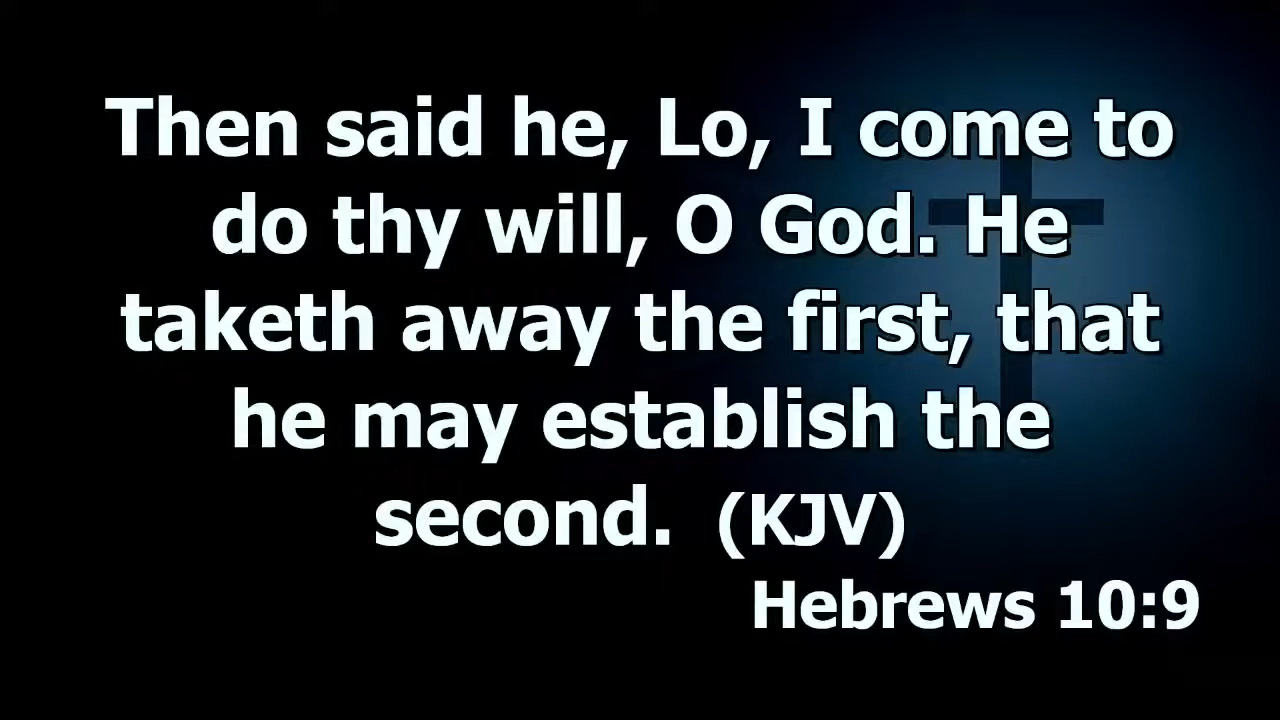 Then said he, Lo, I come to
do thy will, O God. He
taketh away the first, that
he may establish the
second.  (KJV)
Hebrews 10:9